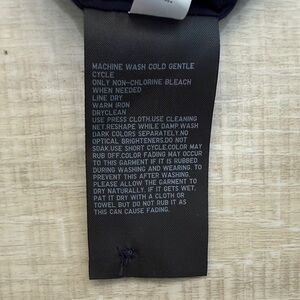 MACHINE WASH COLD GENTLE
CYCLE
ONLY NON-CHLORINE BLEACH
WHEN NEEDED
LINE DRY
WARM IRON
DRYCLEAN
USE PRESS CLOTH.USE CLEANING
NET.RESHAPE WHILE DAMP.WASH
DARK COLORS SEPARATELY.NO
OPTICAL BRIGHTENERS.DO NOT
SOAK.USE SHORT CYCLE.COLOR MAY
RUB OFF.COLOR FADING MAY OCCUR
TO THIS GARMENT IF IT IS RUBBED
DURING WASHING AND WEARING. TO
PREVENT THIS AFTER WASHING.
PLEASE ALLOW THE GARMENT TO
DRY NATURALLY. IF IT GETS WET.
PAT IT DRY WITH A CLOTH OR
TOWEL BUT DO NOT RUB IT AS
THIS CAN CAUSE FADING.